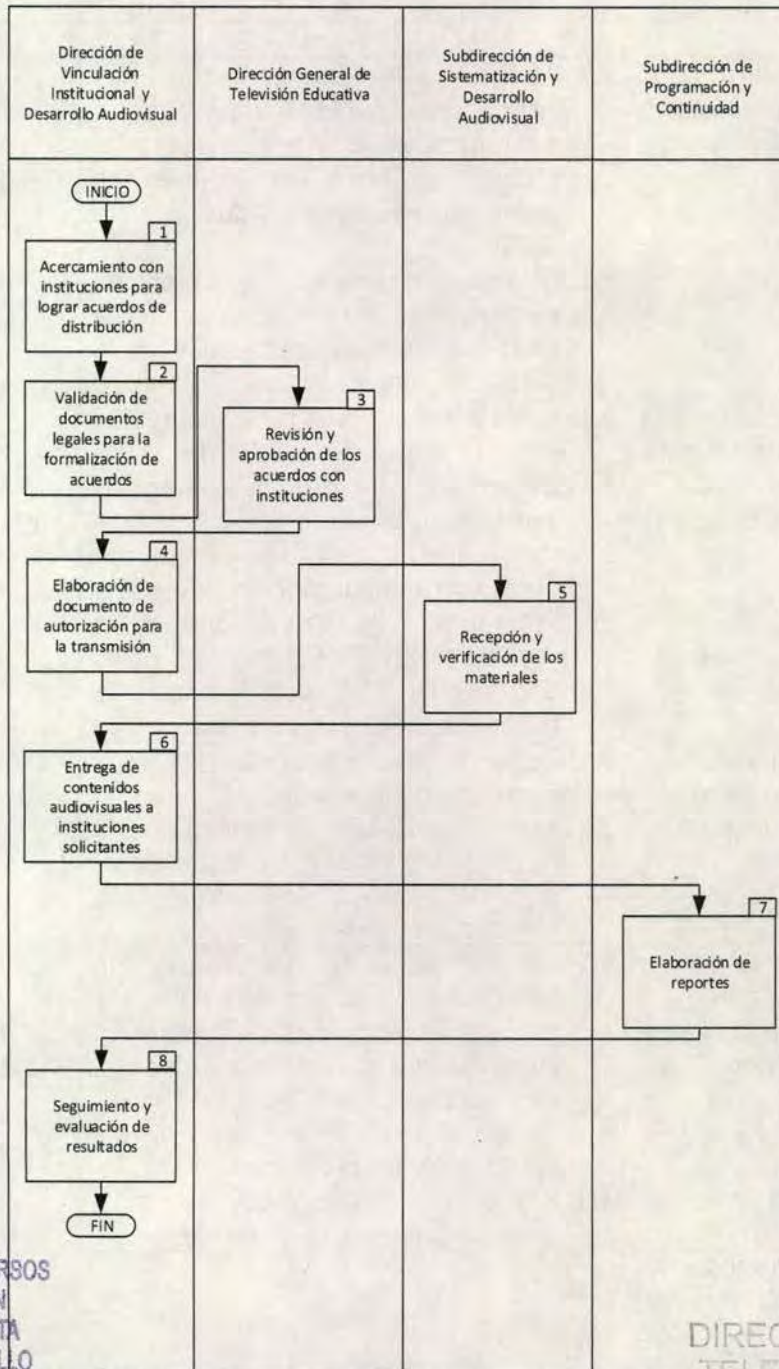 Dirección de
Vinculación
Institucional y
Desarrollo Audiovisual
Dirección General de
Televisión Educativa
Subdirección de
Sistematización y
Desarrollo
Audiovisual
Subdirección de
Programación y
Continuidad
INICIO
1
Acercamiento con
instituciones para
lograr acuerdos de
distribución
2
Validación de
documentos
legales para la
formalización de
acuerdos
3
Revisión y
aprobación de los
acuerdos con
instituciones
4
Elaboración de
documento de
autorización para
la transmisión
5
Recepción y
verificación de los
materiales
6
Entrega de
contenidos
audiovisuales a
instituciones
solicitantes
7
Elaboración de
reportes
8
Seguimiento y
evaluación de
resultados
FIN